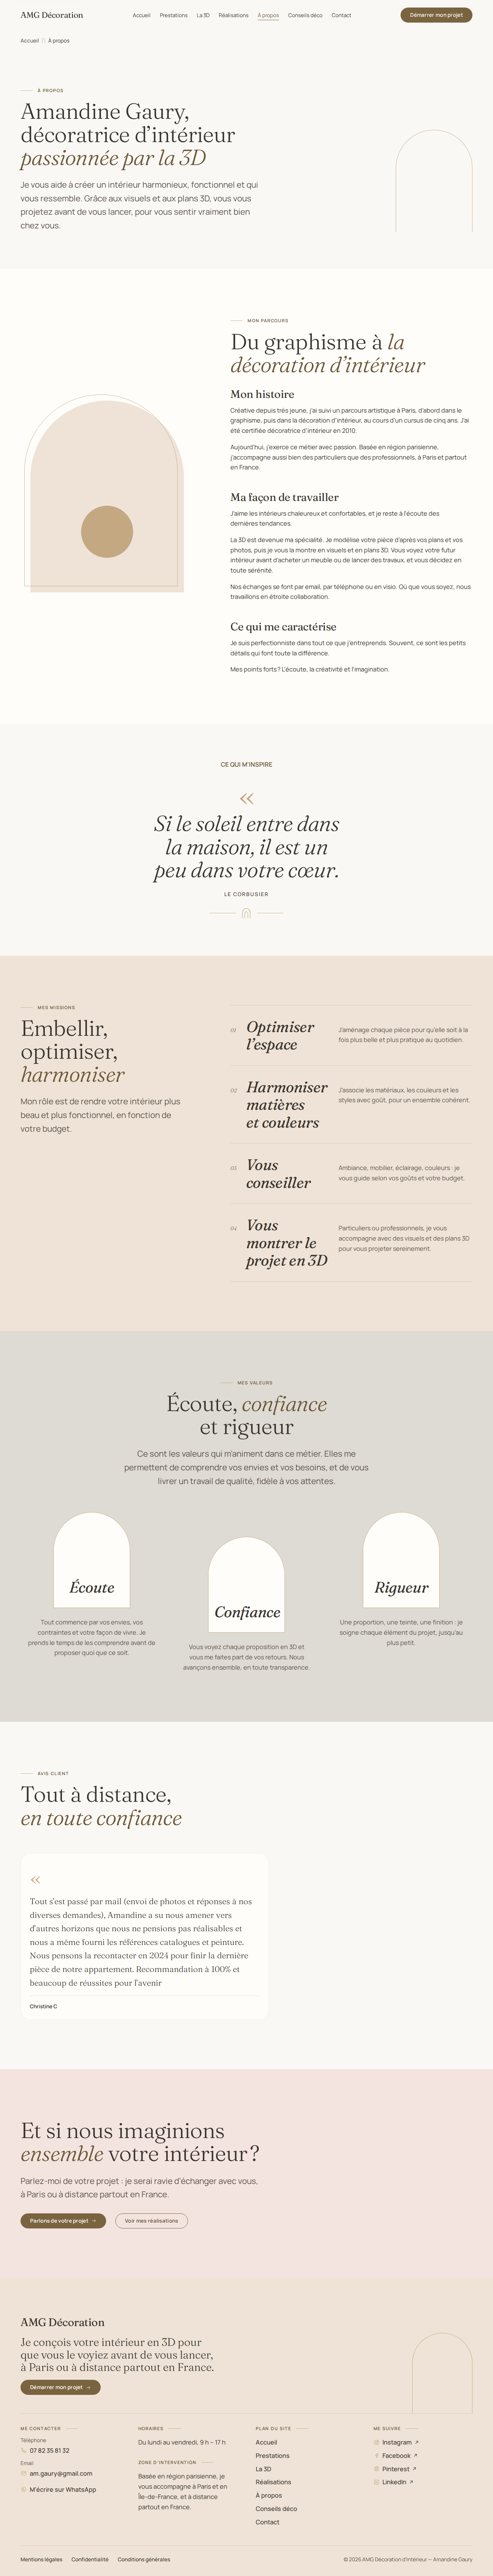 AMG Décoration
Accueil Prestations La 3D Réalisations À propos Conseils déco Contact
Démarrer mon projet
Accueil À propos
À PROPOS
Amandine Gaury,
décoratrice d’intérieur
passionnée par la 3D
Je vous aide à créer un intérieur harmonieux, fonctionnel et qui
vous ressemble. Grâce aux visuels et aux plans 3D, vous vous
projetez avant de vous lancer, pour vous sentir vraiment bien
chez vous.
MON PARCOURS
Du graphisme à la
décoration d’intérieur
Mon histoire
Créative depuis très jeune, j’ai suivi un parcours artistique à Paris, d’abord dans le
graphisme, puis dans la décoration d’intérieur, au cours d’un cursus de cinq ans. J’ai
été certifiée décoratrice d’intérieur en 2010.
Aujourd’hui, j’exerce ce métier avec passion. Basée en région parisienne,
j’accompagne aussi bien des particuliers que des professionnels, à Paris et partout
en France.
Ma façon de travailler
J’aime les intérieurs chaleureux et confortables, et je reste à l’écoute des
dernières tendances.
La 3D est devenue ma spécialité. Je modélise votre pièce d’après vos plans et vos
photos, puis je vous la montre en visuels et en plans 3D. Vous voyez votre futur
intérieur avant d’acheter un meuble ou de lancer des travaux, et vous décidez en
toute sérénité.
Nos échanges se font par email, par téléphone ou en visio. Où que vous soyez, nous
travaillons en étroite collaboration.
Ce qui me caractérise
Je suis perfectionniste dans tout ce que j’entreprends. Souvent, ce sont les petits
détails qui font toute la différence.
Mes points forts ? L’écoute, la créativité et l’imagination.
CE QUI M’INSPIRE
«
Si le soleil entre dans
la maison, il est un
peu dans votre cœur.
LE CORBUSIER
MES MISSIONS
Embellir,
optimiser,
harmoniser
Mon rôle est de rendre votre intérieur plus
beau et plus fonctionnel, en fonction de
votre budget.
01 Optimiser
l’espace
J’aménage chaque pièce pour qu’elle soit à la
fois plus belle et plus pratique au quotidien.
02 Harmoniser
matières
et couleurs
J’associe les matériaux, les couleurs et les
styles avec goût, pour un ensemble cohérent.
03 Vous
conseiller
Ambiance, mobilier, éclairage, couleurs : je
vous guide selon vos goûts et votre budget.
04 Vous
montrer le
projet en 3D
Particuliers ou professionnels, je vous
accompagne avec des visuels et des plans 3D
pour vous projeter sereinement.
MES VALEURS
Écoute, confiance
et rigueur
Ce sont les valeurs qui m’animent dans ce métier. Elles me
permettent de comprendre vos envies et vos besoins, et de vous
livrer un travail de qualité, fidèle à vos attentes.
Écoute
Tout commence par vos envies, vos
contraintes et votre façon de vivre. Je
prends le temps de les comprendre avant de
proposer quoi que ce soit.
Confiance
Vous voyez chaque proposition en 3D et
vous me faites part de vos retours. Nous
avançons ensemble, en toute transparence.
Rigueur
Une proportion, une teinte, une finition : je
soigne chaque élément du projet, jusqu’au
plus petit.
AVIS CLIENT
Tout à distance,
en toute confiance
«
Tout s’est passé par mail (envoi de photos et réponses à nos
diverses demandes), Amandine a su nous amener vers
d’autres horizons que nous ne pensions pas réalisables et
nous a même fourni les références catalogues et peinture.
Nous pensons la recontacter en 2024 pour finir la dernière
pièce de notre appartement. Recommandation à 100% et
beaucoup de réussites pour l’avenir
Christine C
Et si nous imaginions
ensemble votre intérieur ?
Parlez-moi de votre projet : je serai ravie d’échanger avec vous,
à Paris ou à distance partout en France.
Parlons de votre projet →
Voir mes réalisations
AMG Décoration
Je conçois votre intérieur en 3D pour
que vous le voyiez avant de vous lancer,
à Paris ou à distance partout en France.
Démarrer mon projet →
ME CONTACTER
Téléphone
07 82 35 81 32
Email
am.gaury@gmail.com
M’écrire sur WhatsApp
HORAIRES
Du lundi au vendredi, 9 h – 17 h
ZONE D’INTERVENTION
Basée en région parisienne, je
vous accompagne à Paris et en
Île-de-France, et à distance
partout en France.
PLAN DU SITE
Accueil
Prestations
La 3D
Réalisations
À propos
Conseils déco
Contact
ME SUIVRE
Instagram ↗
Facebook ↗
Pinterest ↗
LinkedIn ↗
Mentions légales Confidentialité Conditions générales
© 2026 AMG Décoration d’Intérieur — Amandine Gaury